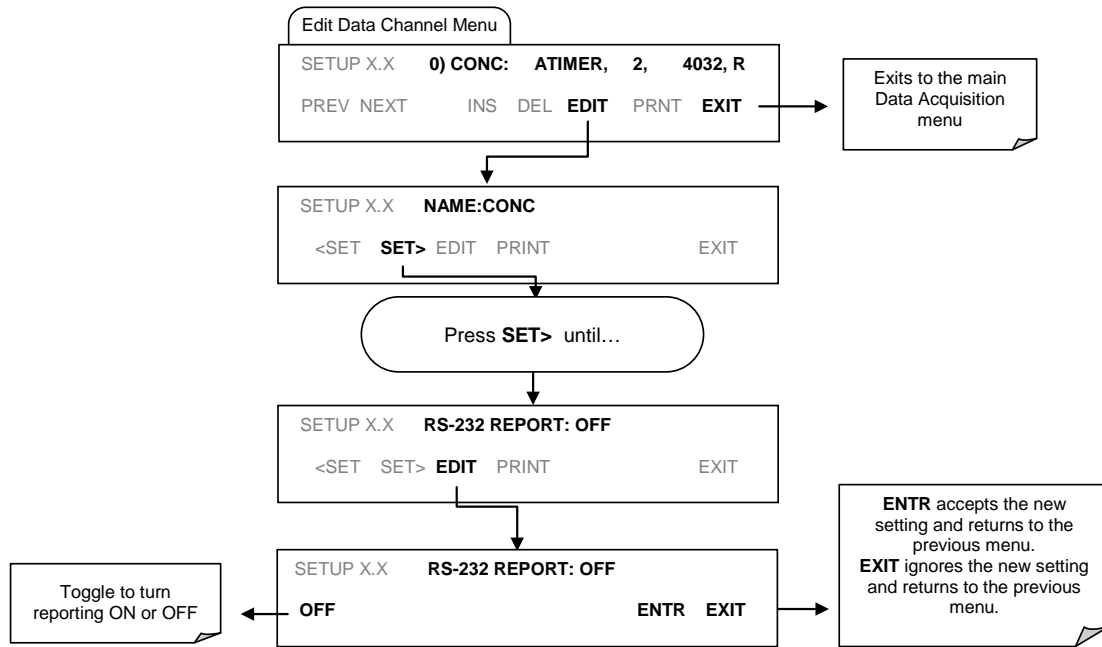 Edit Data Channel Menu
SETUP X.X 0) CONC: ATIMER, 2, 4032, R
PREV NEXT INS DEL EDIT PRNT EXIT
Exits to the main
Data Acquisition
menu
SETUP X.X NAME:CONC
<SET SET> EDIT PRINT EXIT
Press SET> until…
SETUP X.X RS-232 REPORT: OFF
<SET SET> EDIT PRINT EXIT
SETUP X.X RS-232 REPORT: OFF
OFF ENTR EXIT
Toggle to turn
reporting ON or OFF
ENTR accepts the new
setting and returns to the
previous menu.
EXIT ignores the new setting
and returns to the previous
menu.